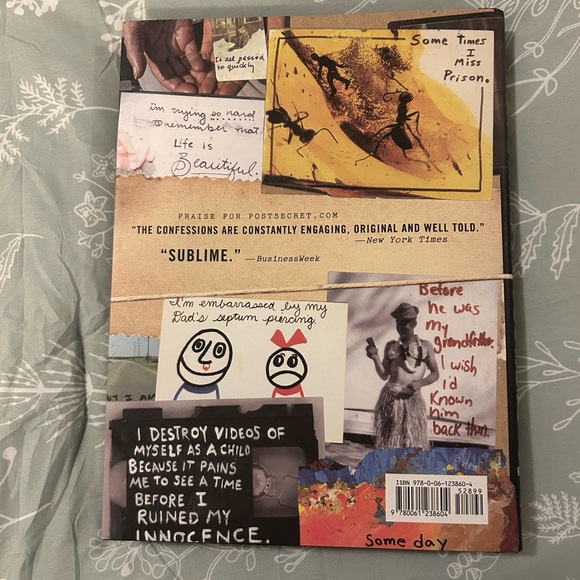 It all passed
so quickly
Some Times
I
Miss
Prison.
i'm trying so hard
to remember that
Life is
Beautiful.
PRAISE FOR POSTSECRET.COM
"THE CONFESSIONS ARE CONSTANTLY ENGAGING, ORIGINAL AND WELL TOLD."
—New York Times
"SUBLIME." —BusinessWeek
I'm embarrassed by my
Dad's septum piercing.
Before
he was
my
grandfather.
I wish
i'd
Known
him
back then.
UT I AM
I DESTROY VIDEOS OF
MYSELF AS A CHILD
BECAUSE IT PAINS
ME TO SEE A TIME
BEFORE I
RUINED MY
INNOCENCE.
ISBN 978-0-06-123860-4
52899
9 780061 238604
Some day